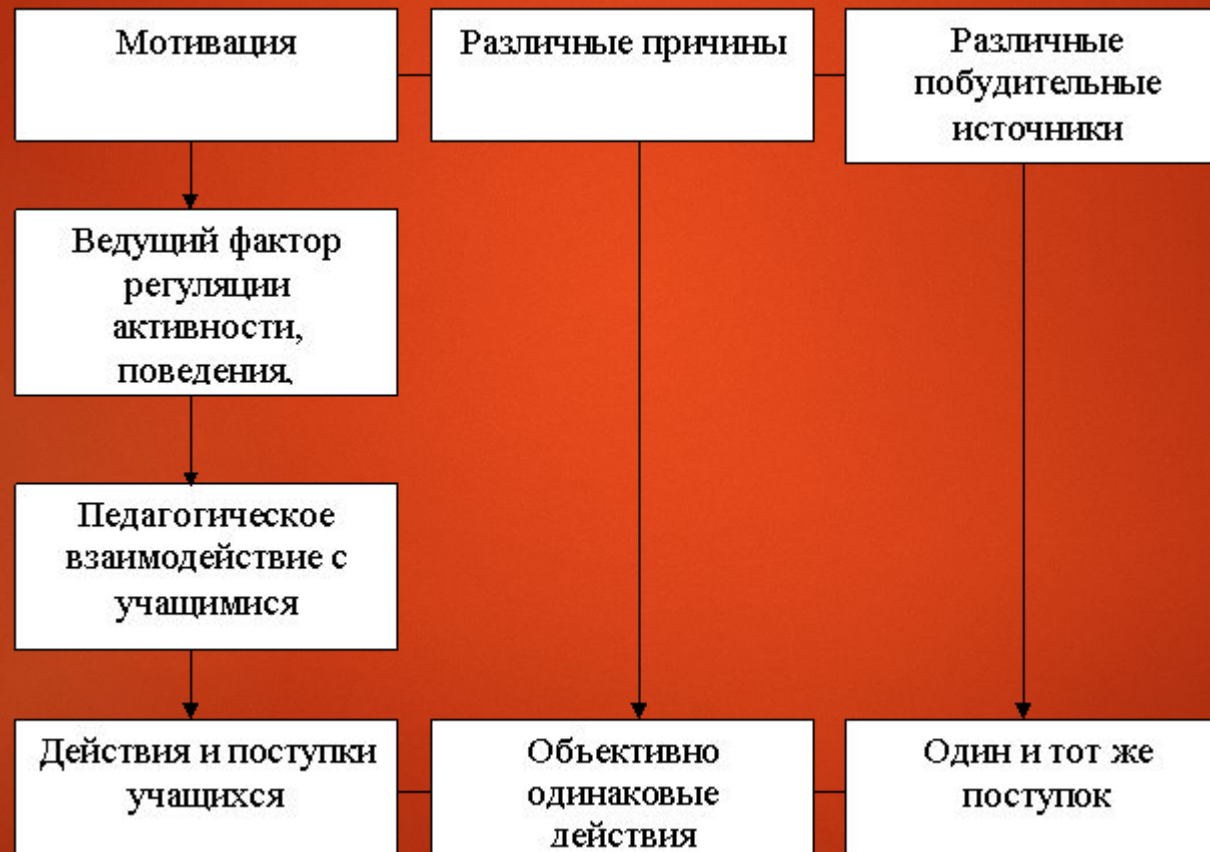 Мотивация
Различные причины
Различные
побудительные
источники
Ведущий фактор
регуляции
активности,
поведения,
Педагогическое
взаимодействие с
учащимися
Действия и поступки
учащихся
Объективно
одинаковые
действия
Один и тот же
поступок